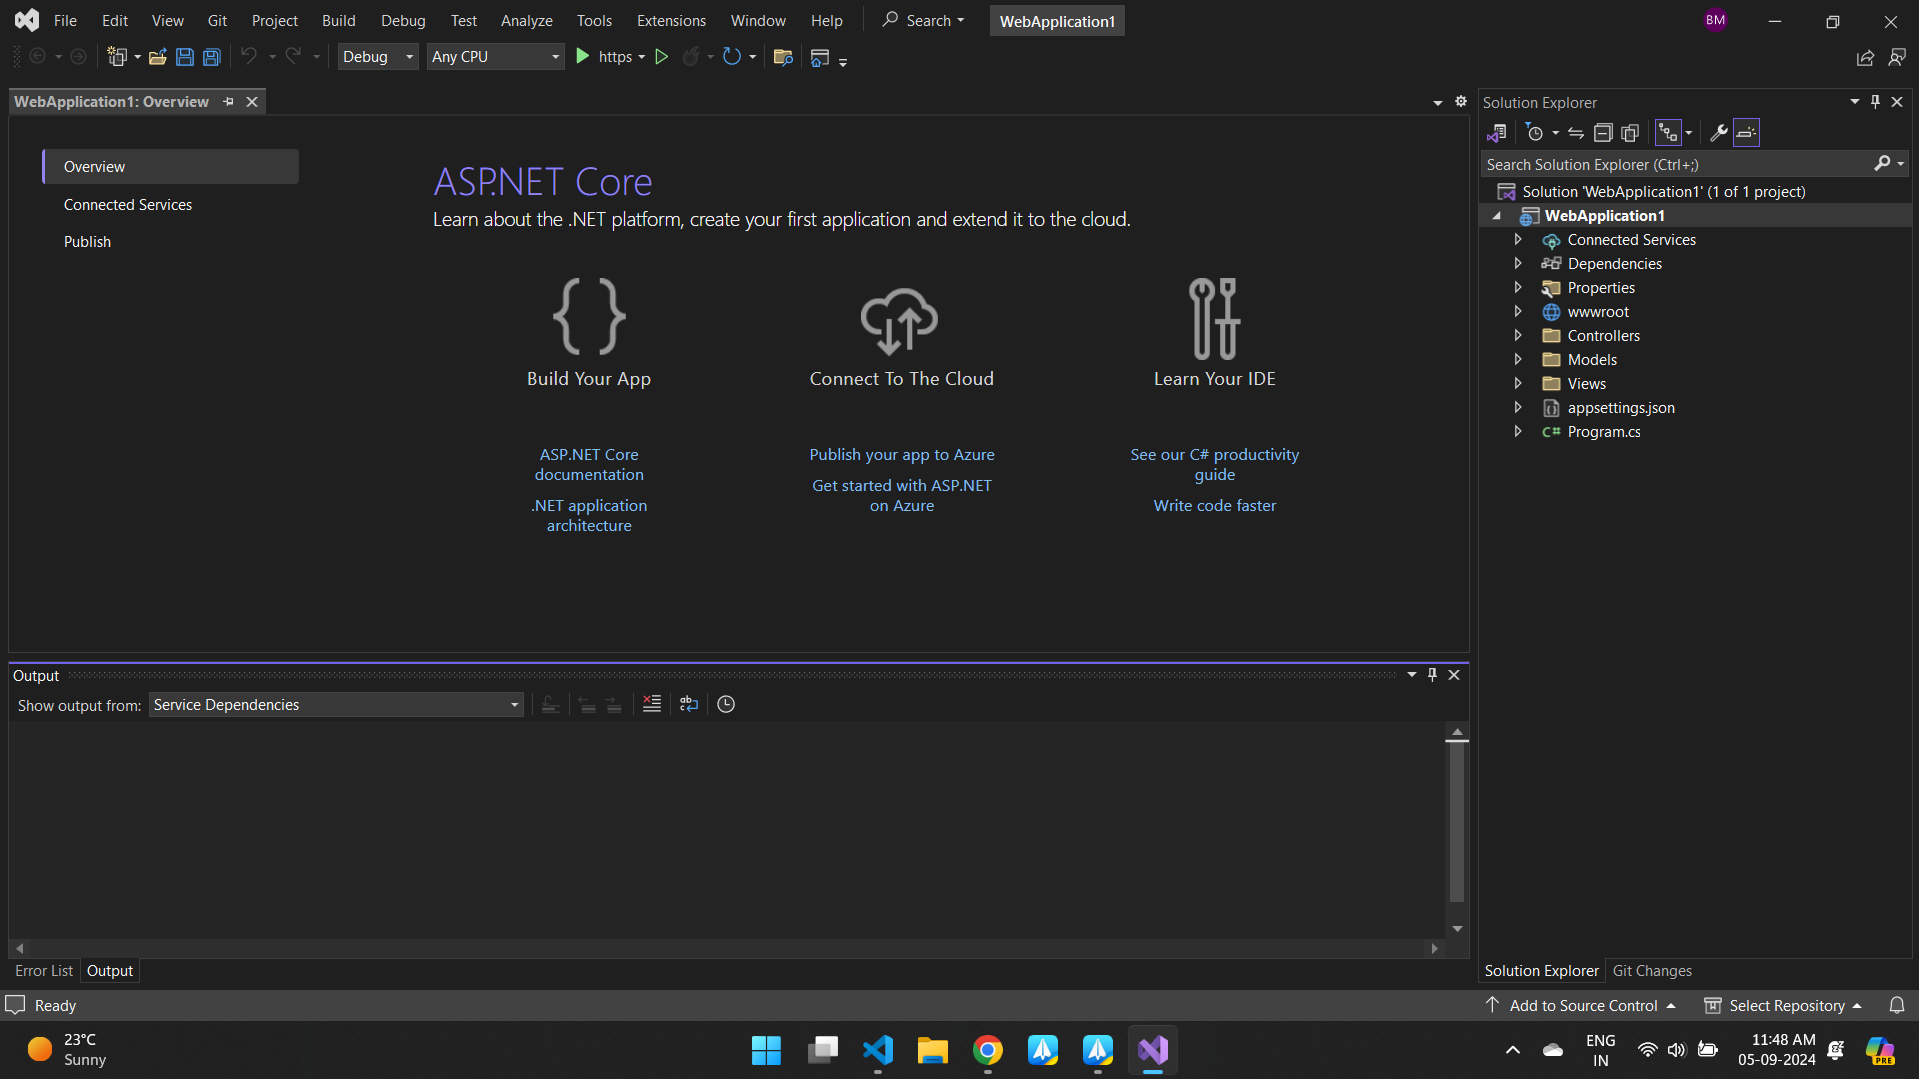 File Edit View Git Project Build Debug Test Analyze Tools Extensions Window Help Search WebApplication1 BM
Debug Any CPU https
WebApplication1: Overview
Overview
Connected Services
Publish
ASP.NET Core
Learn about the .NET platform, create your first application and extend it to the cloud.
Build Your App
ASP.NET Core
documentation
.NET application
architecture
Connect To The Cloud
Publish your app to Azure
Get started with ASP.NET
on Azure
Learn Your IDE
See our C# productivity
guide
Write code faster
Solution Explorer
Search Solution Explorer (Ctrl+;)
Solution 'WebApplication1' (1 of 1 project)
WebApplication1
Connected Services
Dependencies
Properties
wwwroot
Controllers
Models
Views
appsettings.json
C# Program.cs
Output
Show output from: Service Dependencies
Error List Output
Solution Explorer Git Changes
Ready
Add to Source Control Select Repository
23°C
Sunny
ENG
IN
11:48 AM
05-09-2024
PRE